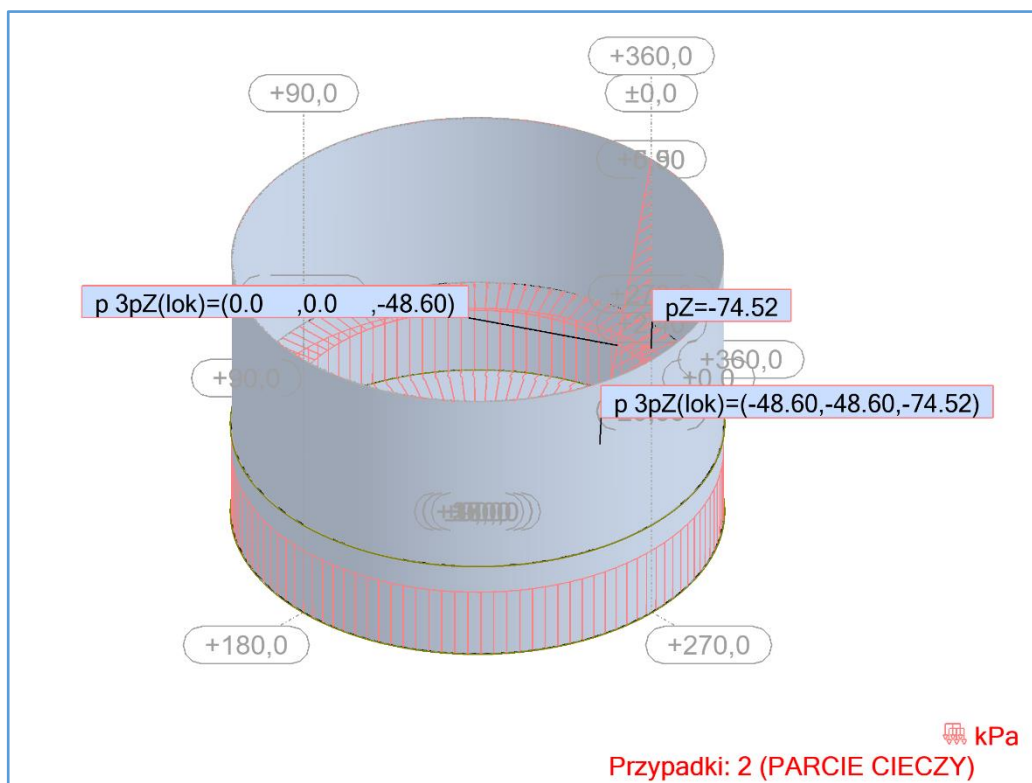 +360,0
+90,0
±0,0
p 3pZ(lok)=(0.0 ,0.0 ,-48.60)
pZ=-74.52
+360,0
+90,0
±0,0
p 3pZ(lok)=(-48.60,-48.60,-74.52)
+180,0
+270,0
kPa
Przypadki: 2 (PARCIE CIECZY)